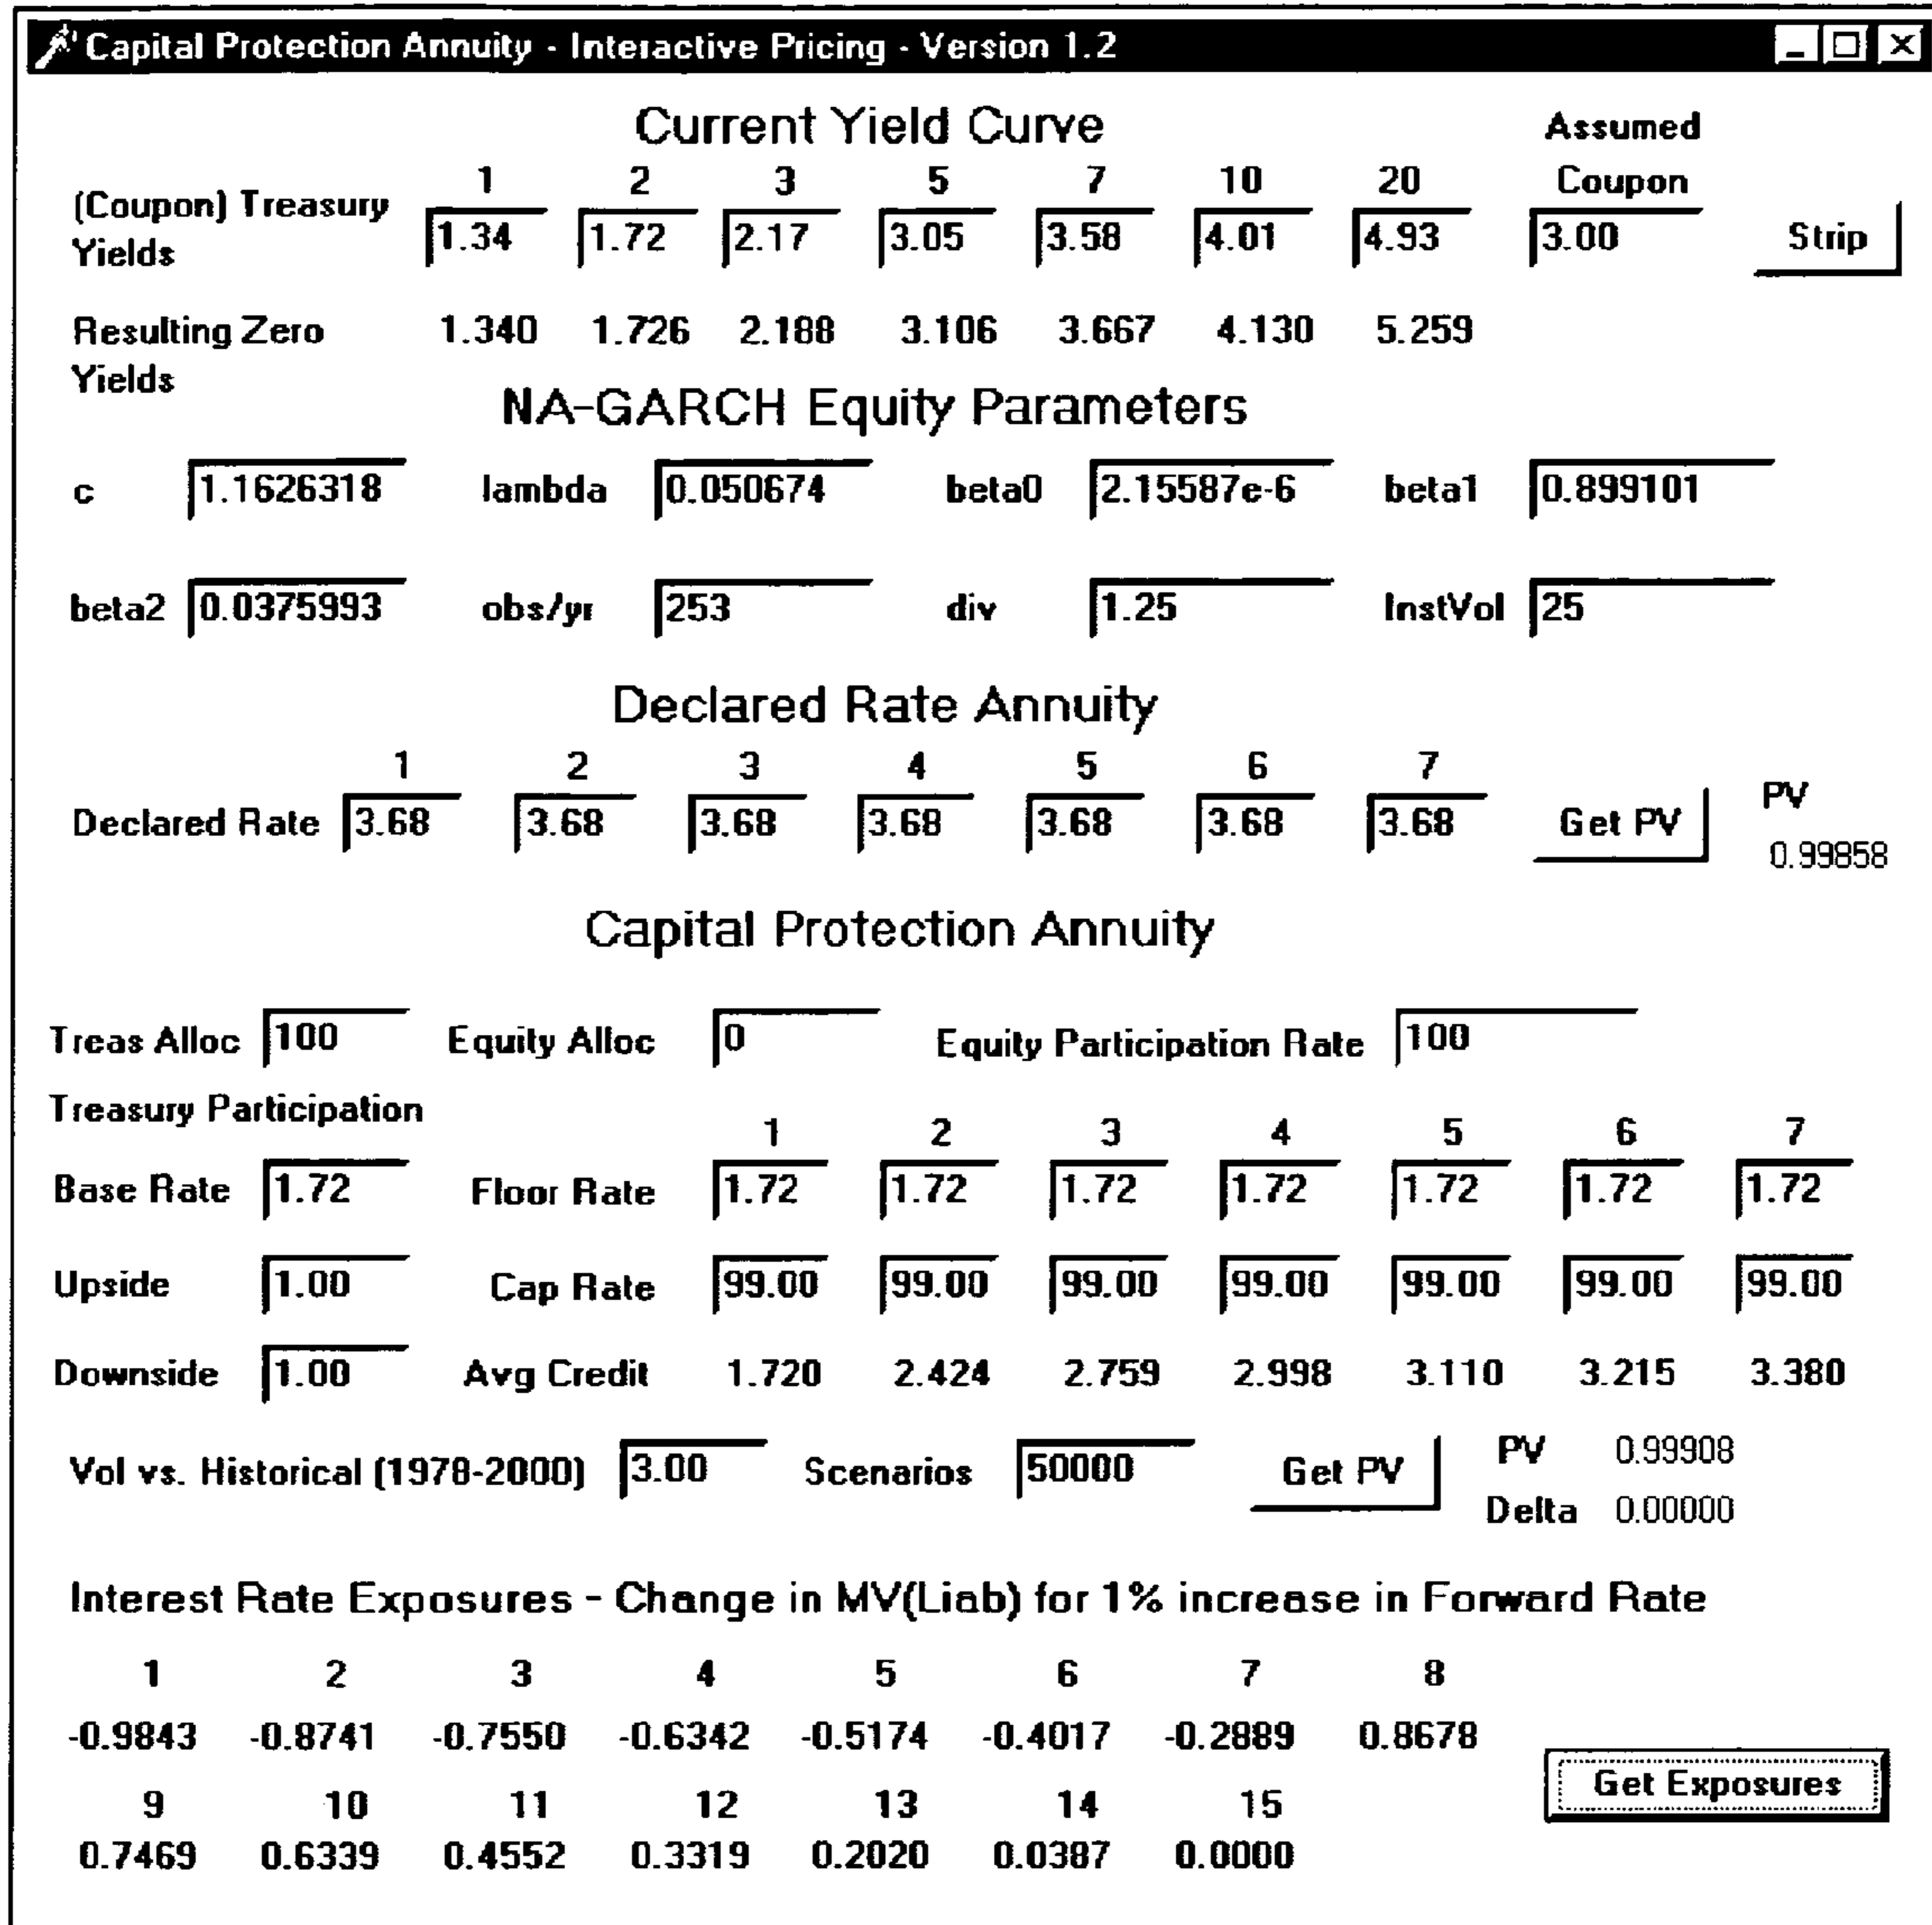 Capital Protection Annuity - Interactive Pricing - Version 1.2
Current Yield Curve
Assumed
1 2 3 5 7 10 20 Coupon
(Coupon) Treasury
Yields
1.34 1.72 2.17 3.05 3.58 4.01 4.93 3.00 Strip
Resulting Zero
Yields
1.340 1.726 2.188 3.106 3.667 4.130 5.259
NA-GARCH Equity Parameters
c 1.1626318 lambda 0.050674 beta0 2.15587e-6 beta1 0.899101
beta2 0.0375993 obs/yr 253 div 1.25 InstVol 25
Declared Rate Annuity
1 2 3 4 5 6 7
PV
Declared Rate 3.68 3.68 3.68 3.68 3.68 3.68 3.68 Get PV
0.99858
Capital Protection Annuity
Treas Alloc 100 Equity Alloc 0 Equity Participation Rate 100
Treasury Participation
1 2 3 4 5 6 7
Base Rate 1.72 Floor Rate 1.72 1.72 1.72 1.72 1.72 1.72 1.72
Upside 1.00 Cap Rate 99.00 99.00 99.00 99.00 99.00 99.00 99.00
Downside 1.00 Avg Credit 1.720 2.424 2.759 2.998 3.110 3.215 3.380
Vol vs. Historical (1978-2000) 3.00 Scenarios 50000 Get PV
PV 0.99908
Delta 0.00000
Interest Rate Exposures - Change in MV(Liab) for 1% increase in Forward Rate
1 2 3 4 5 6 7 8
-0.9843 -0.8741 -0.7550 -0.6342 -0.5174 -0.4017 -0.2889 0.8678
Get Exposures
9 10 11 12 13 14 15
0.7469 0.6339 0.4552 0.3319 0.2020 0.0387 0.0000